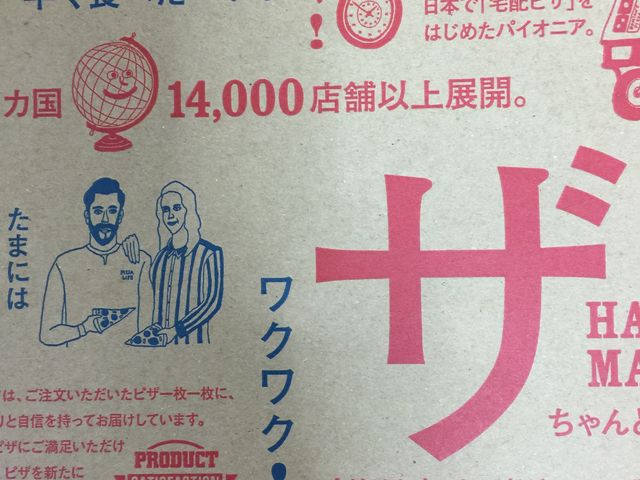 日本で「宅配ピザ」を
はじめたパイオニア。
カ国
14,000店舗以上展開。
たまには
PIZZA
LIFE
ワクワク!
ザ
HA
MA
ちゃんと
は、ご注文いただいたピザ一枚一枚に、
りと自信を持ってお届けしています。
ピザにご満足いただけ
ピザを新たに
PRODUCT
SATISFACTION